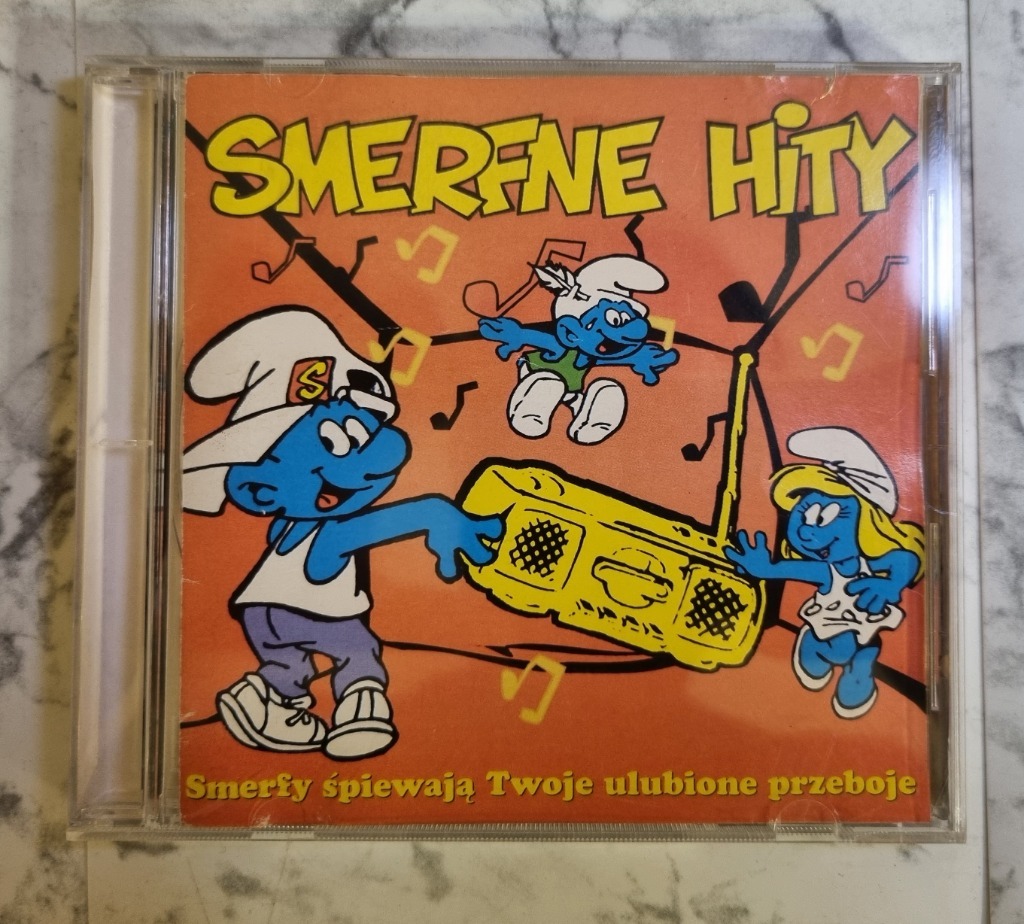 SMERFNE HiTY
S
Smerfy śpiewają Twoje ulubione przeboje